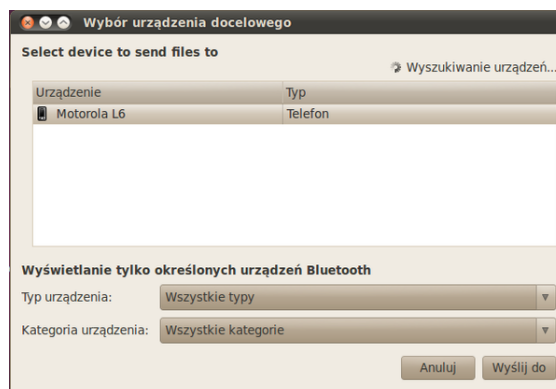 Wybór urządzenia docelowego
Select device to send files to
Wyszukiwanie urządzeń...
Urządzenie Typ
Motorola L6 Telefon
Wyświetlanie tylko określonych urządzeń Bluetooth
Typ urządzenia: Wszystkie typy
Kategoria urządzenia: Wszystkie kategorie
Anuluj Wyślij do